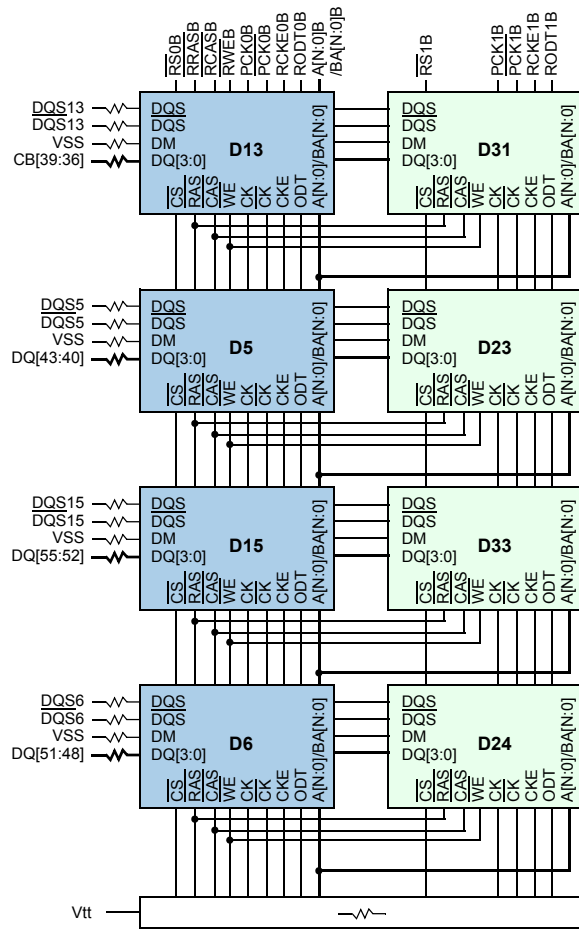 RS0B
RRASB
RCASB
RWEB
PCK0B
PCK0B
RCKE0B
RODT0B
A[N:0]B
/BA[N:0]B
RS1B
PCK1B
PCK1B
RCKE1B
RODT1B
DQS13
DQS13
VSS
CB[39:36]
DQS
DQS
DM
DQ[3:0]
D13
CS
RAS
CAS
WE
CK
CK
CKE
ODT
A[N:0]/BA[N:0]
DQS
DQS
DM
DQ[3:0]
D31
CS
RAS
CAS
WE
CK
CK
CKE
ODT
A[N:0]/BA[N:0]
DQS5
DQS5
VSS
DQ[43:40]
DQS
DQS
DM
DQ[3:0]
D5
CS
RAS
CAS
WE
CK
CK
CKE
ODT
A[N:0]/BA[N:0]
DQS
DQS
DM
DQ[3:0]
D23
CS
RAS
CAS
WE
CK
CK
CKE
ODT
A[N:0]/BA[N:0]
DQS15
DQS15
VSS
DQ[55:52]
DQS
DQS
DM
DQ[3:0]
D15
CS
RAS
CAS
WE
CK
CK
CKE
ODT
A[N:0]/BA[N:0]
DQS
DQS
DM
DQ[3:0]
D33
CS
RAS
CAS
WE
CK
CK
CKE
ODT
A[N:0]/BA[N:0]
DQS6
DQS6
VSS
DQ[51:48]
DQS
DQS
DM
DQ[3:0]
D6
CS
RAS
CAS
WE
CK
CK
CKE
ODT
A[N:0]/BA[N:0]
DQS
DQS
DM
DQ[3:0]
D24
CS
RAS
CAS
WE
CK
CK
CKE
ODT
A[N:0]/BA[N:0]
Vtt